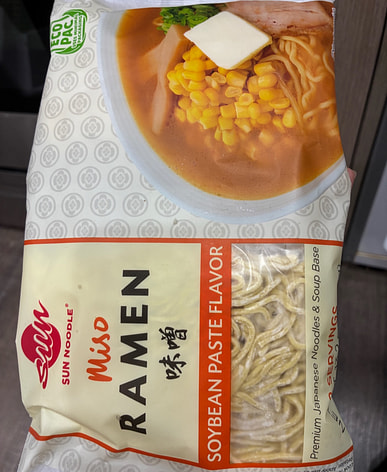 ECO
PAC
SUN NOODLE®
Miso
RAMEN
味噌
SOYBEAN PASTE FLAVOR
Premium Japanese Noodles & Soup Base
2 SERVINGS